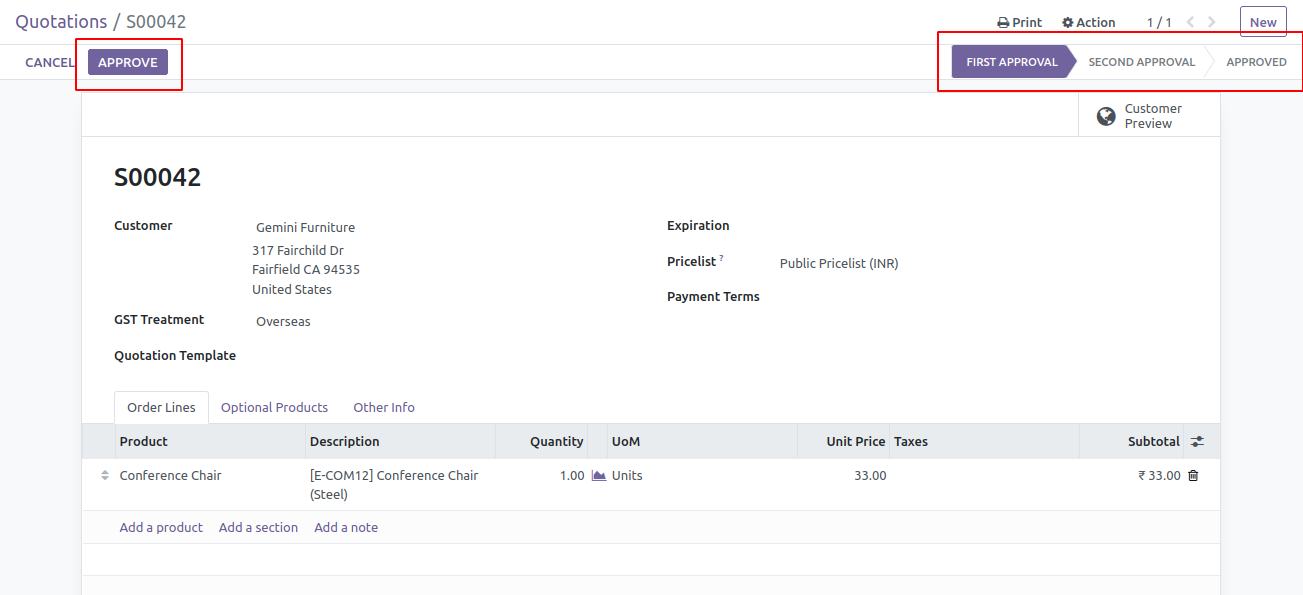 Quotations / S00042
Print Action 1 / 1 New
CANCEL APPROVE FIRST APPROVAL SECOND APPROVAL APPROVED
Customer
Preview
S00042
Customer Gemini Furniture
317 Fairchild Dr
Fairfield CA 94535
United States
GST Treatment Overseas
Quotation Template
Expiration
Pricelist ? Public Pricelist (INR)
Payment Terms
Order Lines Optional Products Other Info
Product Description Quantity UoM Unit Price Taxes Subtotal
Conference Chair [E-COM12] Conference Chair 1.00 Units 33.00 ₹ 33.00
(Steel)
Add a product Add a section Add a note